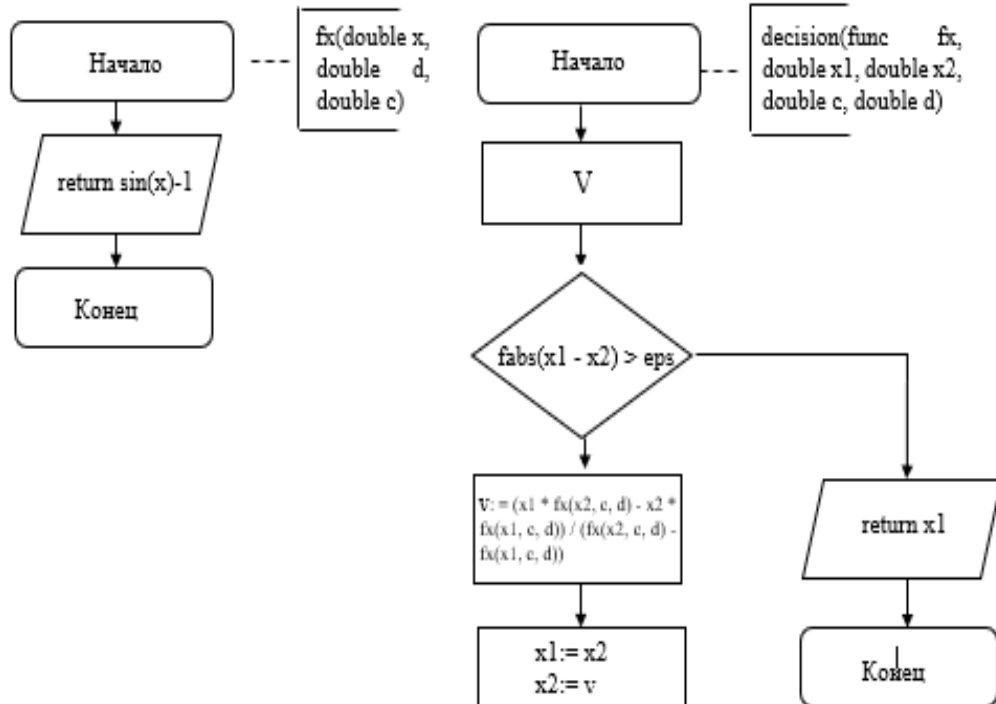 Начало
fx(double x,
double d,
double c)
return sin(x)-1
Конец
Начало
decision(func fx,
double x1, double x2,
double c, double d)
V
fabs(x1 - x2) > eps
v: = (x1 * fx(x2, c, d) - x2 *
fx(x1, c, d)) / (fx(x2, c, d) -
fx(x1, c, d))
x1:= x2
x2:= v
return x1
Конец